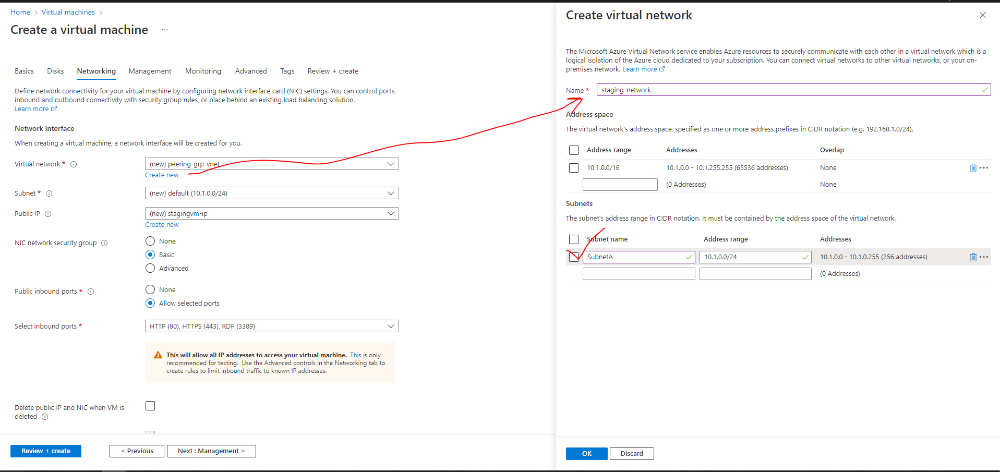 Home > Virtual machines >
Create a virtual machine ...
Basics Disks Networking Management Monitoring Advanced Tags Review + create
Define network connectivity for your virtual machine by configuring network interface card (NIC) settings. You can control ports,
inbound and outbound connectivity with security group rules, or place behind an existing load balancing solution.
Learn more
Network interface
When creating a virtual machine, a network interface will be created for you.
Virtual network * (new) peering-grp-vnet
Create new
Subnet * (new) default (10.1.0.0/24)
Public IP (new) stagingvm-ip
Create new
NIC network security group None
Basic
Advanced
Public inbound ports * None
Allow selected ports
Select inbound ports * HTTP (80), HTTPS (443), RDP (3389)
This will allow all IP addresses to access your virtual machine. This is only
recommended for testing. Use the Advanced controls in the Networking tab to
create rules to limit inbound traffic to known IP addresses.
Delete public IP and NIC when VM is
deleted
Review + create < Previous Next : Management >
Create virtual network
The Microsoft Azure Virtual Network service enables Azure resources to securely communicate with each other in a virtual network which is a
logical isolation of the Azure cloud dedicated to your subscription. You can connect virtual networks to other virtual networks, or your on-
premises network. Learn more
Name * staging-network
Address space
The virtual network's address space, specified as one or more address prefixes in CIDR notation (e.g. 192.168.1.0/24).
Address range Addresses Overlap
10.1.0.0/16 10.1.0.0 - 10.1.255.255 (65536 addresses) None
(0 Addresses) None
Subnets
The subnet's address range in CIDR notation. It must be contained by the address space of the virtual network.
Subnet name Address range Addresses
SubnetA 10.1.0.0/24 10.1.0.0 - 10.1.0.255 (256 addresses)
(0 Addresses)
OK Discard